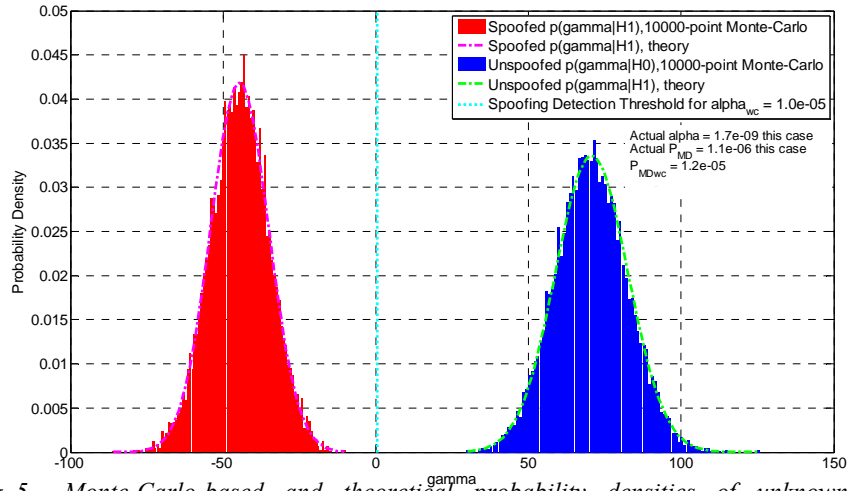 0.05
0.045
0.04
0.035
0.03
0.025
0.02
0.015
0.01
0.005
0
Probability Density
Spoofed p(gamma|H1),10000-point Monte-Carlo
Spoofed p(gamma|H1), theory
Unspoofed p(gamma|H0),10000-point Monte-Carlo
Unspoofed p(gamma|H1), theory
Spoofing Detection Threshold for alpha_wc = 1.0e-05
Actual alpha = 1.7e-09 this case
Actual P_MD = 1.1e-06 this case
P_MDwc = 1.2e-05
-100 -50 0 50 100 150
gamma
5. Monte-Carlo-based and theoretical probability densities of unknown